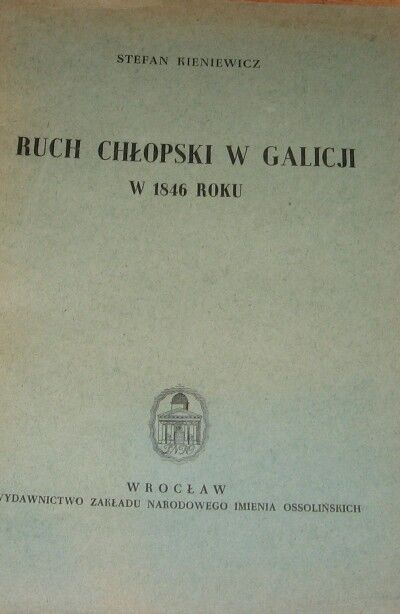 STEFAN KIENIEWICZ
RUCH CHŁOPSKI W GALICJI
W 1846 ROKU
WROCŁAW
WYDAWNICTWO ZAKŁADU NARODOWEGO IMIENIA OSSOLIŃSKICH